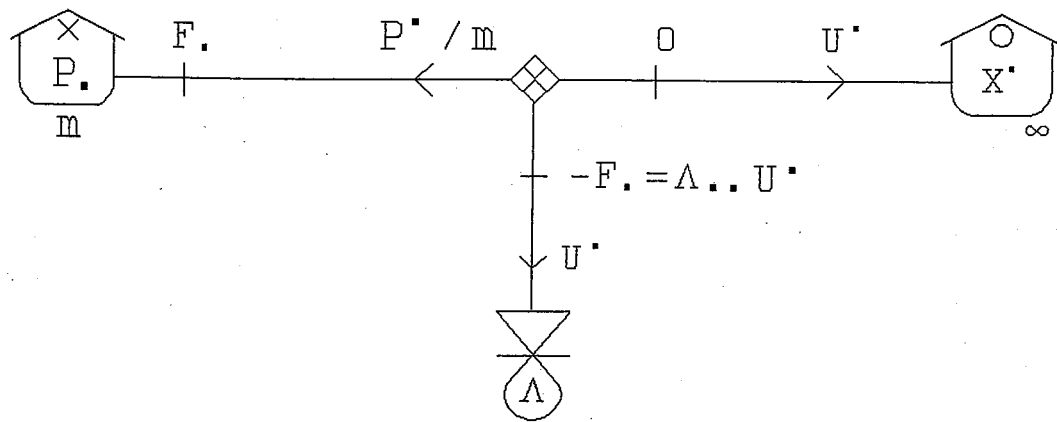 F. P˙/m 0 U˙
P. X˙
m ∞
-F.=Λ.. U˙
U˙
Λ